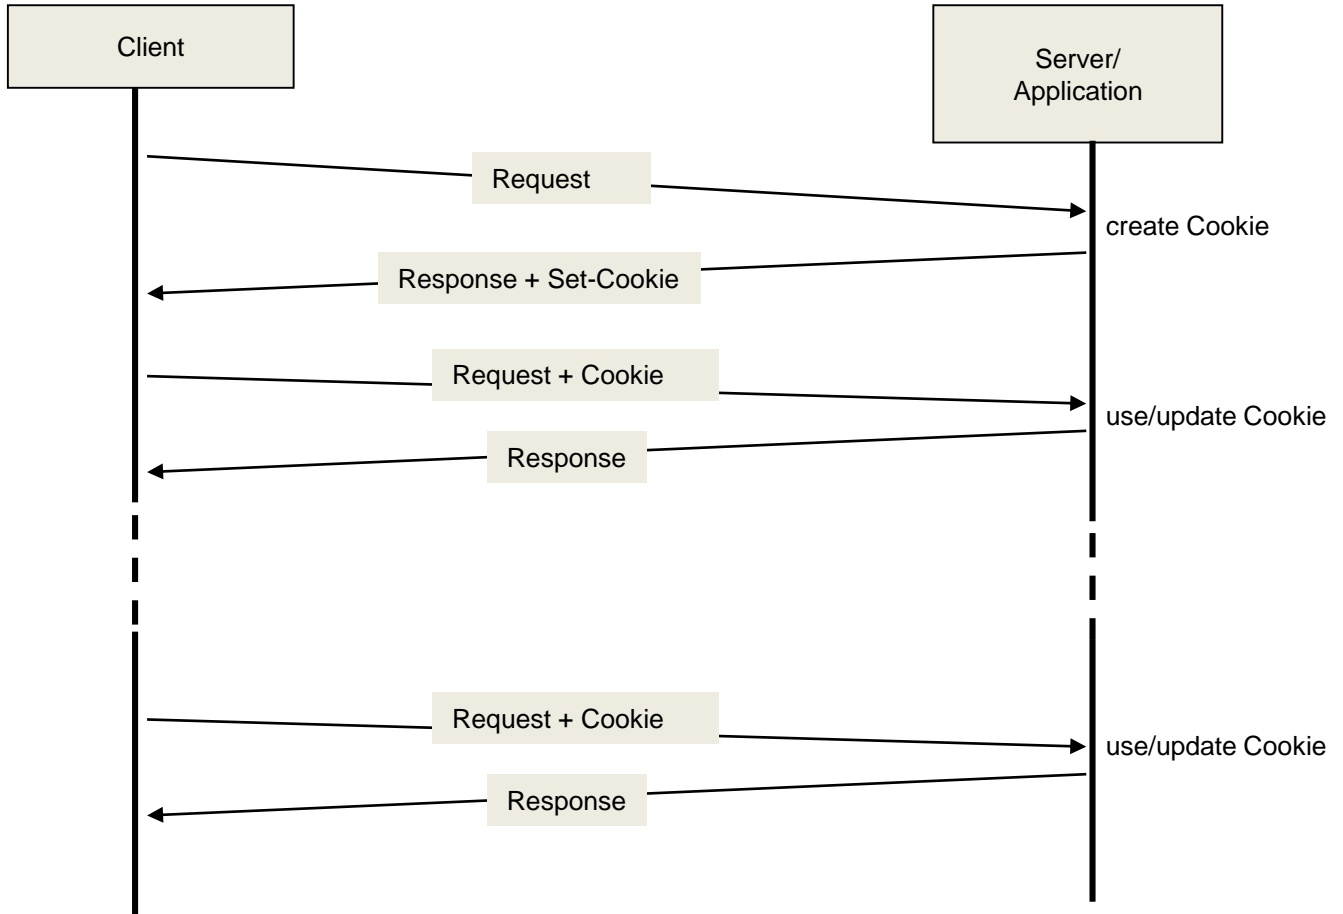 Client
Server/
Application
Request
create Cookie
Response + Set-Cookie
Request + Cookie
use/update Cookie
Response
Request + Cookie
use/update Cookie
Response